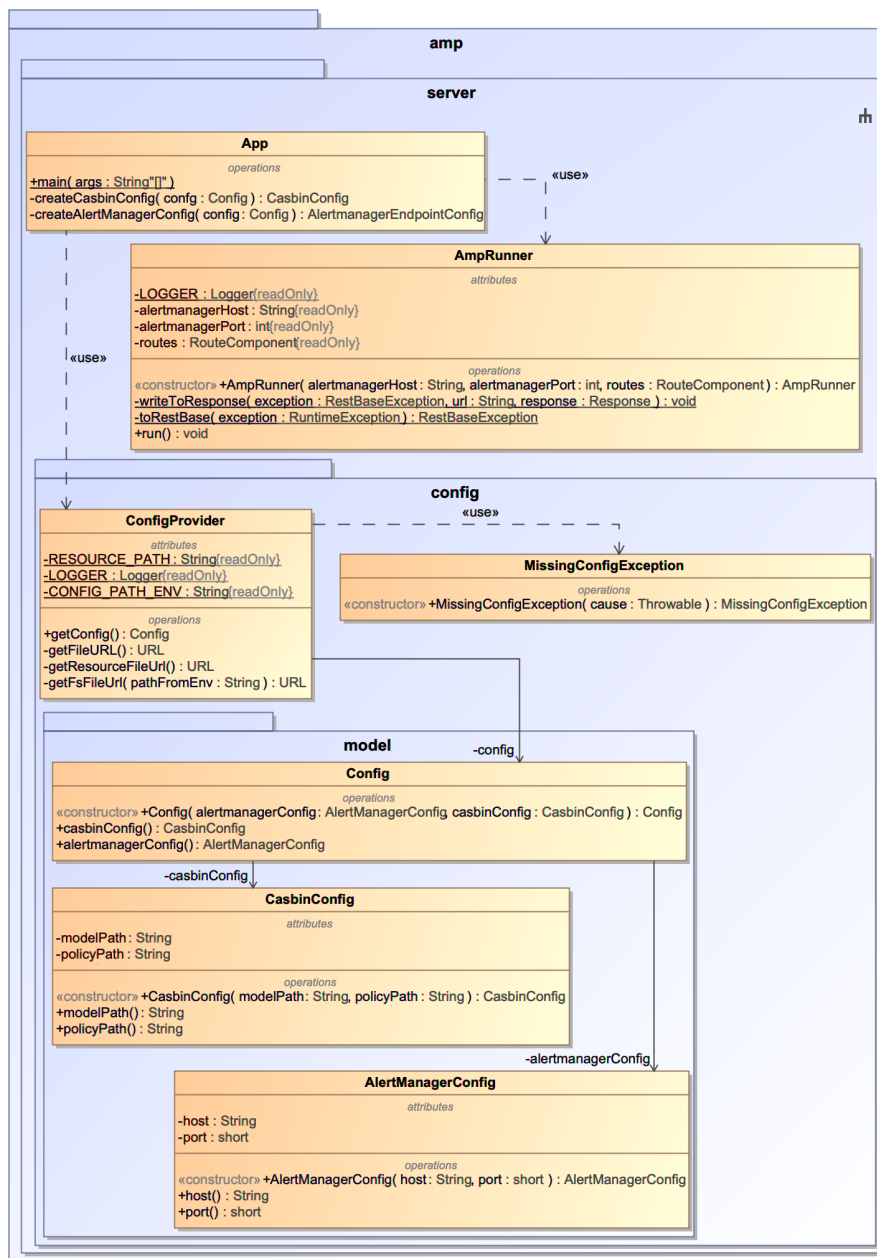 amp
server
App
operations
+main( args : String"[]" )
-createCasbinConfig( confg : Config ) : CasbinConfig
-createAlertManagerConfig( config : Config ) : AlertmanagerEndpointConfig
«use»
AmpRunner
attributes
-LOGGER : Logger{readOnly}
-alertmanagerHost : String{readOnly}
-alertmanagerPort : int{readOnly}
-routes : RouteComponent{readOnly}
operations
«constructor» +AmpRunner( alertmanagerHost : String, alertmanagerPort : int, routes : RouteComponent ) : AmpRunner
-writeToResponse( exception : RestBaseException, url : String, response : Response ) : void
-toRestBase( exception : RuntimeException ) : RestBaseException
+run() : void
«use»
config
ConfigProvider
attributes
-RESOURCE_PATH : String{readOnly}
-LOGGER : Logger{readOnly}
-CONFIG_PATH_ENV : String{readOnly}
operations
+getConfig() : Config
-getFileURL() : URL
-getResourceFileUrl() : URL
-getFsFileUrl( pathFromEnv : String ) : URL
«use»
MissingConfigException
operations
«constructor» +MissingConfigException( cause : Throwable ) : MissingConfigException
model
-config
Config
operations
«constructor» +Config( alertmanagerConfig : AlertManagerConfig, casbinConfig : CasbinConfig ) : Config
+casbinConfig() : CasbinConfig
+alertmanagerConfig() : AlertManagerConfig
-casbinConfig
CasbinConfig
attributes
-modelPath : String
-policyPath : String
operations
«constructor» +CasbinConfig( modelPath : String, policyPath : String ) : CasbinConfig
+modelPath() : String
+policyPath() : String
-alertmanagerConfig
AlertManagerConfig
attributes
-host : String
-port : short
operations
«constructor» +AlertManagerConfig( host : String, port : short ) : AlertManagerConfig
+host() : String
+port() : short